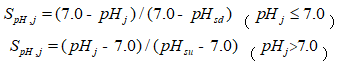 S_{pH,j}=(7.0- pH_j)/(7.0- pH_{sd}) ( pH_j ≤ 7.0 )
S_{pH,j}=(pH_j - 7.0)/(pH_{su} - 7.0) ( pH_j>7.0 )